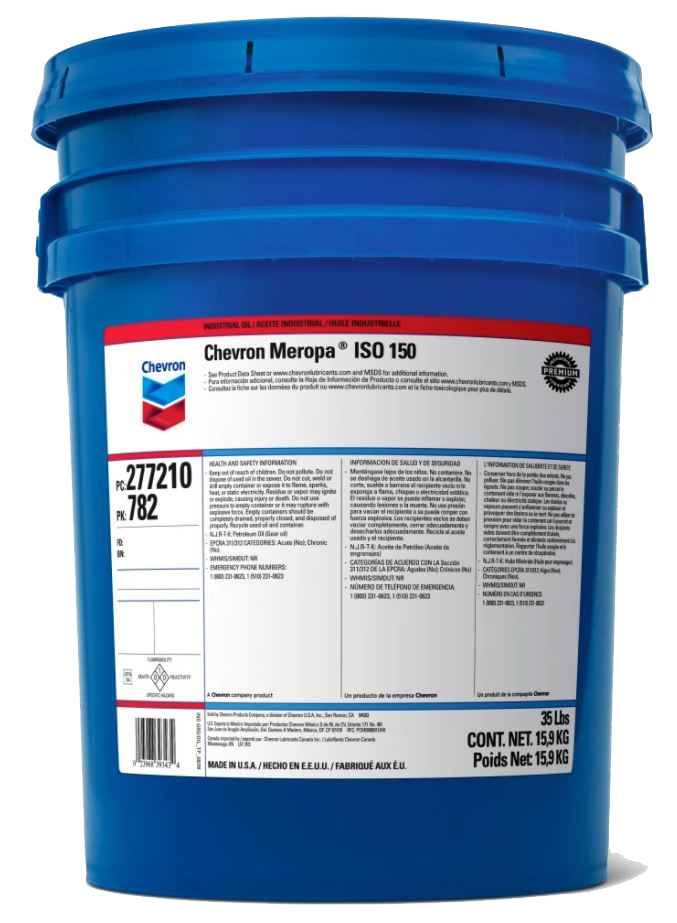 INDUSTRIAL OIL / ACEITE INDUSTRIAL / HUILE INDUSTRIELLE
Chevron Meropa® ISO 150
Chevron
- See Product Data Sheet or www.chevronlubricants.com and MSDS for additional information.
- Para información adicional, consulte la Hoja de Información de Producto o consulte el sitio www.chevronlubricants.com y MSDS.
- Consultez la fiche sur les données du produit ou www.chevronlubricants.com et la fiche toxicologique pour plus de détails.
PREMIUM
PC: 277210
PK: 782
FD:
BN:
FLAMMABILITY
HEALTH
REACTIVITY
SPECIFIC HAZARD
HEALTH AND SAFETY INFORMATION
- Keep out of reach of children. Do not pollute. Do not
dispose of used oil in the sewer. Do not cut, weld or
drill empty container or expose it to flame, sparks,
heat, or static electricity. Residue or vapor may ignite
or explode, causing injury or death. Do not use
pressure to empty container or it may rupture with
explosive force. Empty containers should be
completely drained, properly closed, and disposed of
properly. Recycle used oil and container.
- N.J.R-T-K: Petroleum Oil (Gear oil)
- EPCRA 311/312 CATEGORIES: Acute (No); Chronic
(No).
- WHMIS/SIMDUT: NR
- EMERGENCY PHONE NUMBERS:
1 (800) 231-0623, 1 (510) 231-0623
A Chevron company product
INFORMACION DE SALUD Y DE SEGURIDAD
- Manténgase lejos de los niños. No contamine. No
se deshaga de aceite usado en la alcantarilla. No
corte, suelde o barrene el recipiente vacío ni lo
exponga a flama, chispas o electricidad estática.
El residuo o vapor se puede inflamar o explotar,
causando lesiones o la muerte. No use presión
para vaciar el recipiente o se puede romper con
fuerza explosiva. Los recipientes vacíos se deben
vaciar completamente, cerrarse adecuadamente y
desecharlos adecuadamente. Recicle el aceite
usado y el recipiente.
- N.J.R-T-K: Aceite de Petróleo (Aceite de
engranajes)
- CATEGORÍAS DE ACUERDO CON LA Sección
311/312 DE LA EPCRA: Agudos (No); Crónicos (No)
- WHMIS/SIMDUT: NR
- NÚMERO DE TELÉFONO DE EMERGENCIA:
1 (800) 231-0623, 1 (510) 231-0623
Un producto de la empresa Chevron
L'INFORMATION DE SALUBRITE ET DE SURETE
- Conserver hors de la portée des enfants. Ne pas
polluer. Ne pas éliminer l'huile usagée dans les
égouts. Ne pas couper, souder ou percer le
contenant vide ni l'exposer aux flammes, étincelles,
chaleur ou électricité statique. Les résidus ou
vapeurs peuvent s'enflammer ou exploser et
provoquer des lésions ou la mort. Ne pas utiliser de
pression pour vider le contenant car il pourrait se
rompre avec une force explosive. Les récipients
vides doivent être complètement drainés,
correctement fermés et éliminés conformément à la
réglementation. Rapporter l'huile usagée et le
contenant à un centre de récupération.
- N.J.R-T-K: Huile Minérale (Huile pour engrenages)
- CATÉGORIES EPCRA 311/312: Aigu (Non);
Chroniques (Non).
- WHMIS/SIMDUT: NR
- NUMÉRO EN CAS D'URGENCE:
1 (800) 231-0623, 1 (510) 231-0623
Un produit de la compagnie Chevron
0 23968 39343 4
Sold by Chevron Products Company, a division of Chevron U.S.A. Inc., San Ramon, CA 94583
Canada: Imported by / importé par : Chevron Lubricants Canada Inc. / Lubrifiants Chevron Canada
Mississauga, ON
MADE IN U.S.A. / HECHO EN E.E.U.U. / FABRIQUÉ AUX É.U.
35 Lbs
CONT. NET. 15,9 KG
Poids Net: 15,9 KG